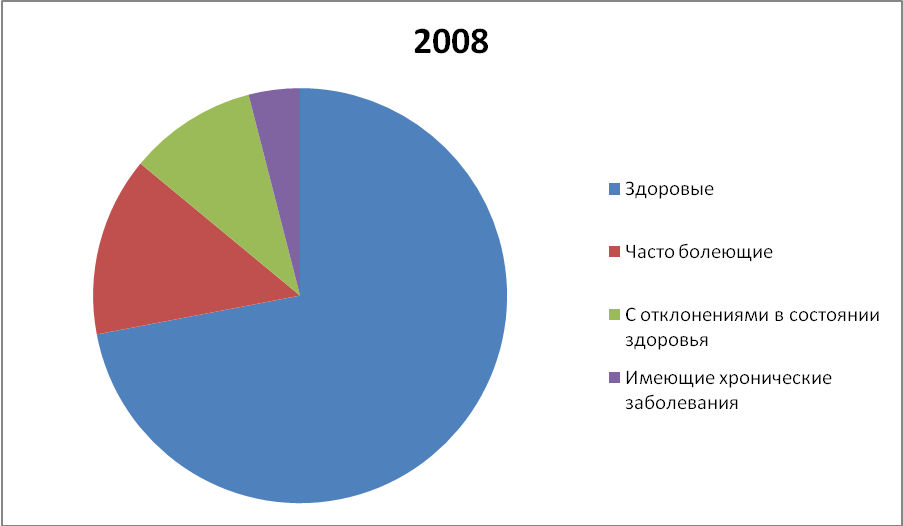 2008
Здоровые
Часто болеющие
С отклонениями в состоянии
здоровья
Имеющие хронические
заболевания